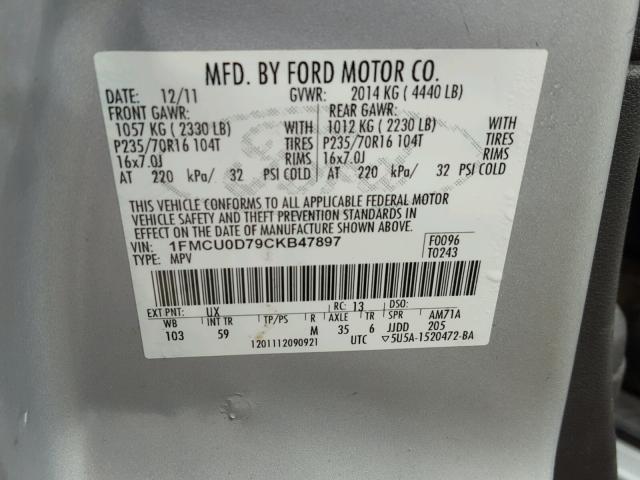 MFD. BY FORD MOTOR CO.
DATE: 12/11 GVWR: 2014 KG ( 4440 LB)
FRONT GAWR: REAR GAWR:
1057 KG ( 2330 LB) WITH 1012 KG ( 2230 LB) WITH
P235/70R16 104T TIRES P235/70R16 104T TIRES
16x7.0J RIMS 16x7.0J RIMS
AT 220 kPa/ 32 PSI COLD AT 220 kPa/ 32 PSI COLD
THIS VEHICLE CONFORMS TO ALL APPLICABLE FEDERAL MOTOR
VEHICLE SAFETY AND THEFT PREVENTION STANDARDS IN
EFFECT ON THE DATE OF MANUFACTURE SHOWN ABOVE.
VIN: 1FMCU0D79CKB47897 F0096
TYPE: MPV T0243
EXT PNT: UX RC: 13 DSO:
WB INT TR TP/PS R AXLE TR SPR AM71A
103 59 M 35 6 JJDD 205
1201112090921 UTC ▽5U5A-1520472-BA